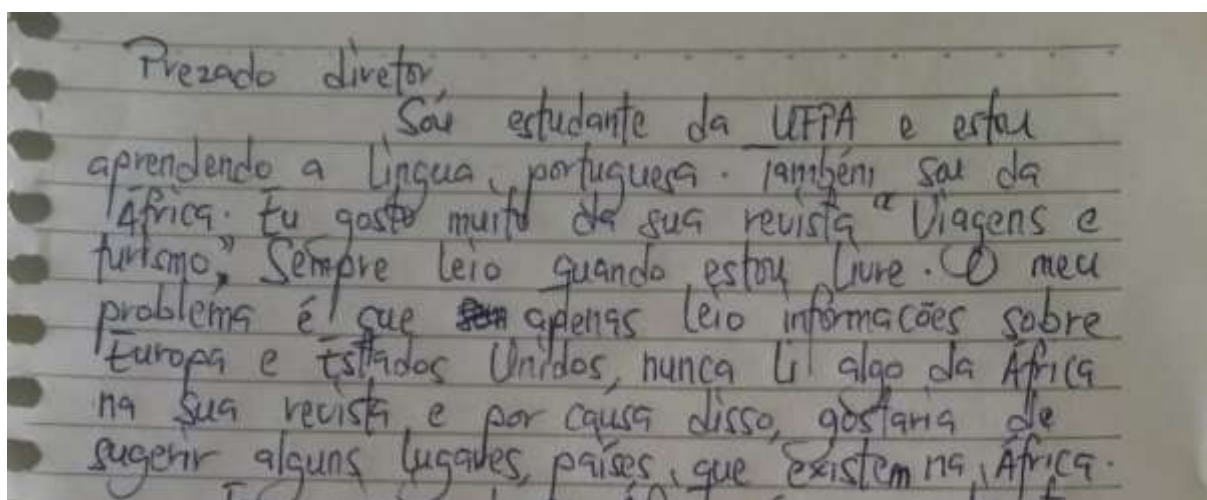 Prezado diretor,
Sou estudante da UFPA e estou
aprendendo a língua portuguesa. Também sou da
África. Eu gosto muito da sua revista "Viagens e
turismo", Sempre leio quando estou livre. O meu
problema é que apenas leio informações sobre
Europa e Estados Unidos, nunca li algo da África
na sua revista e por causa disso, gostaria de
sugerir alguns lugares, países, que existem na África.